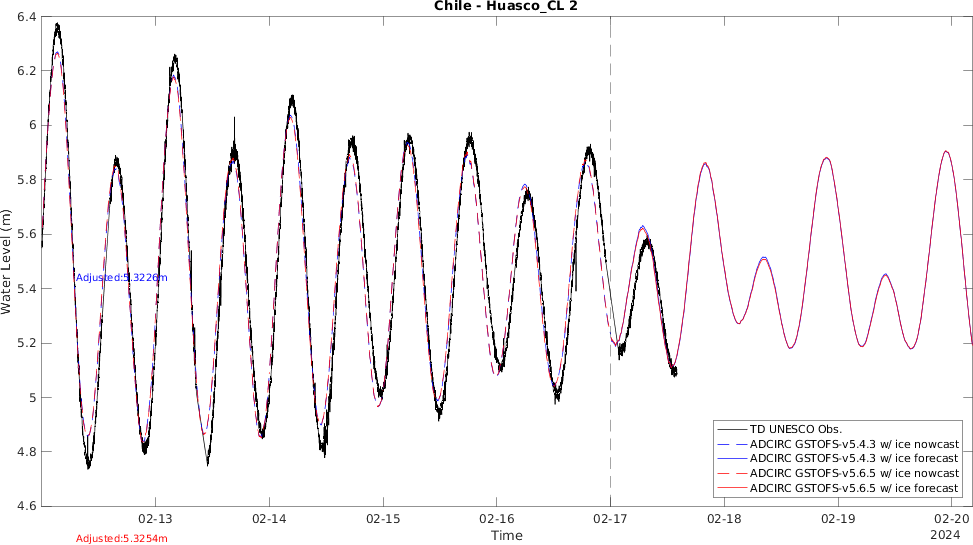 Chile - Huasco_CL 2
6.4
6.2
6
5.8
5.6
5.4
5.2
5
4.8
4.6
Water Level (m)
Adjusted:5.3226m
TD UNESCO Obs.
ADCIRC GSTOFS-v5.4.3 w/ ice nowcast
ADCIRC GSTOFS-v5.4.3 w/ ice forecast
ADCIRC GSTOFS-v5.6.5 w/ ice nowcast
ADCIRC GSTOFS-v5.6.5 w/ ice forecast
02-13 02-14 02-15 02-16 02-17 02-18 02-19 02-20
Time
2024
Adjusted:5.3254m